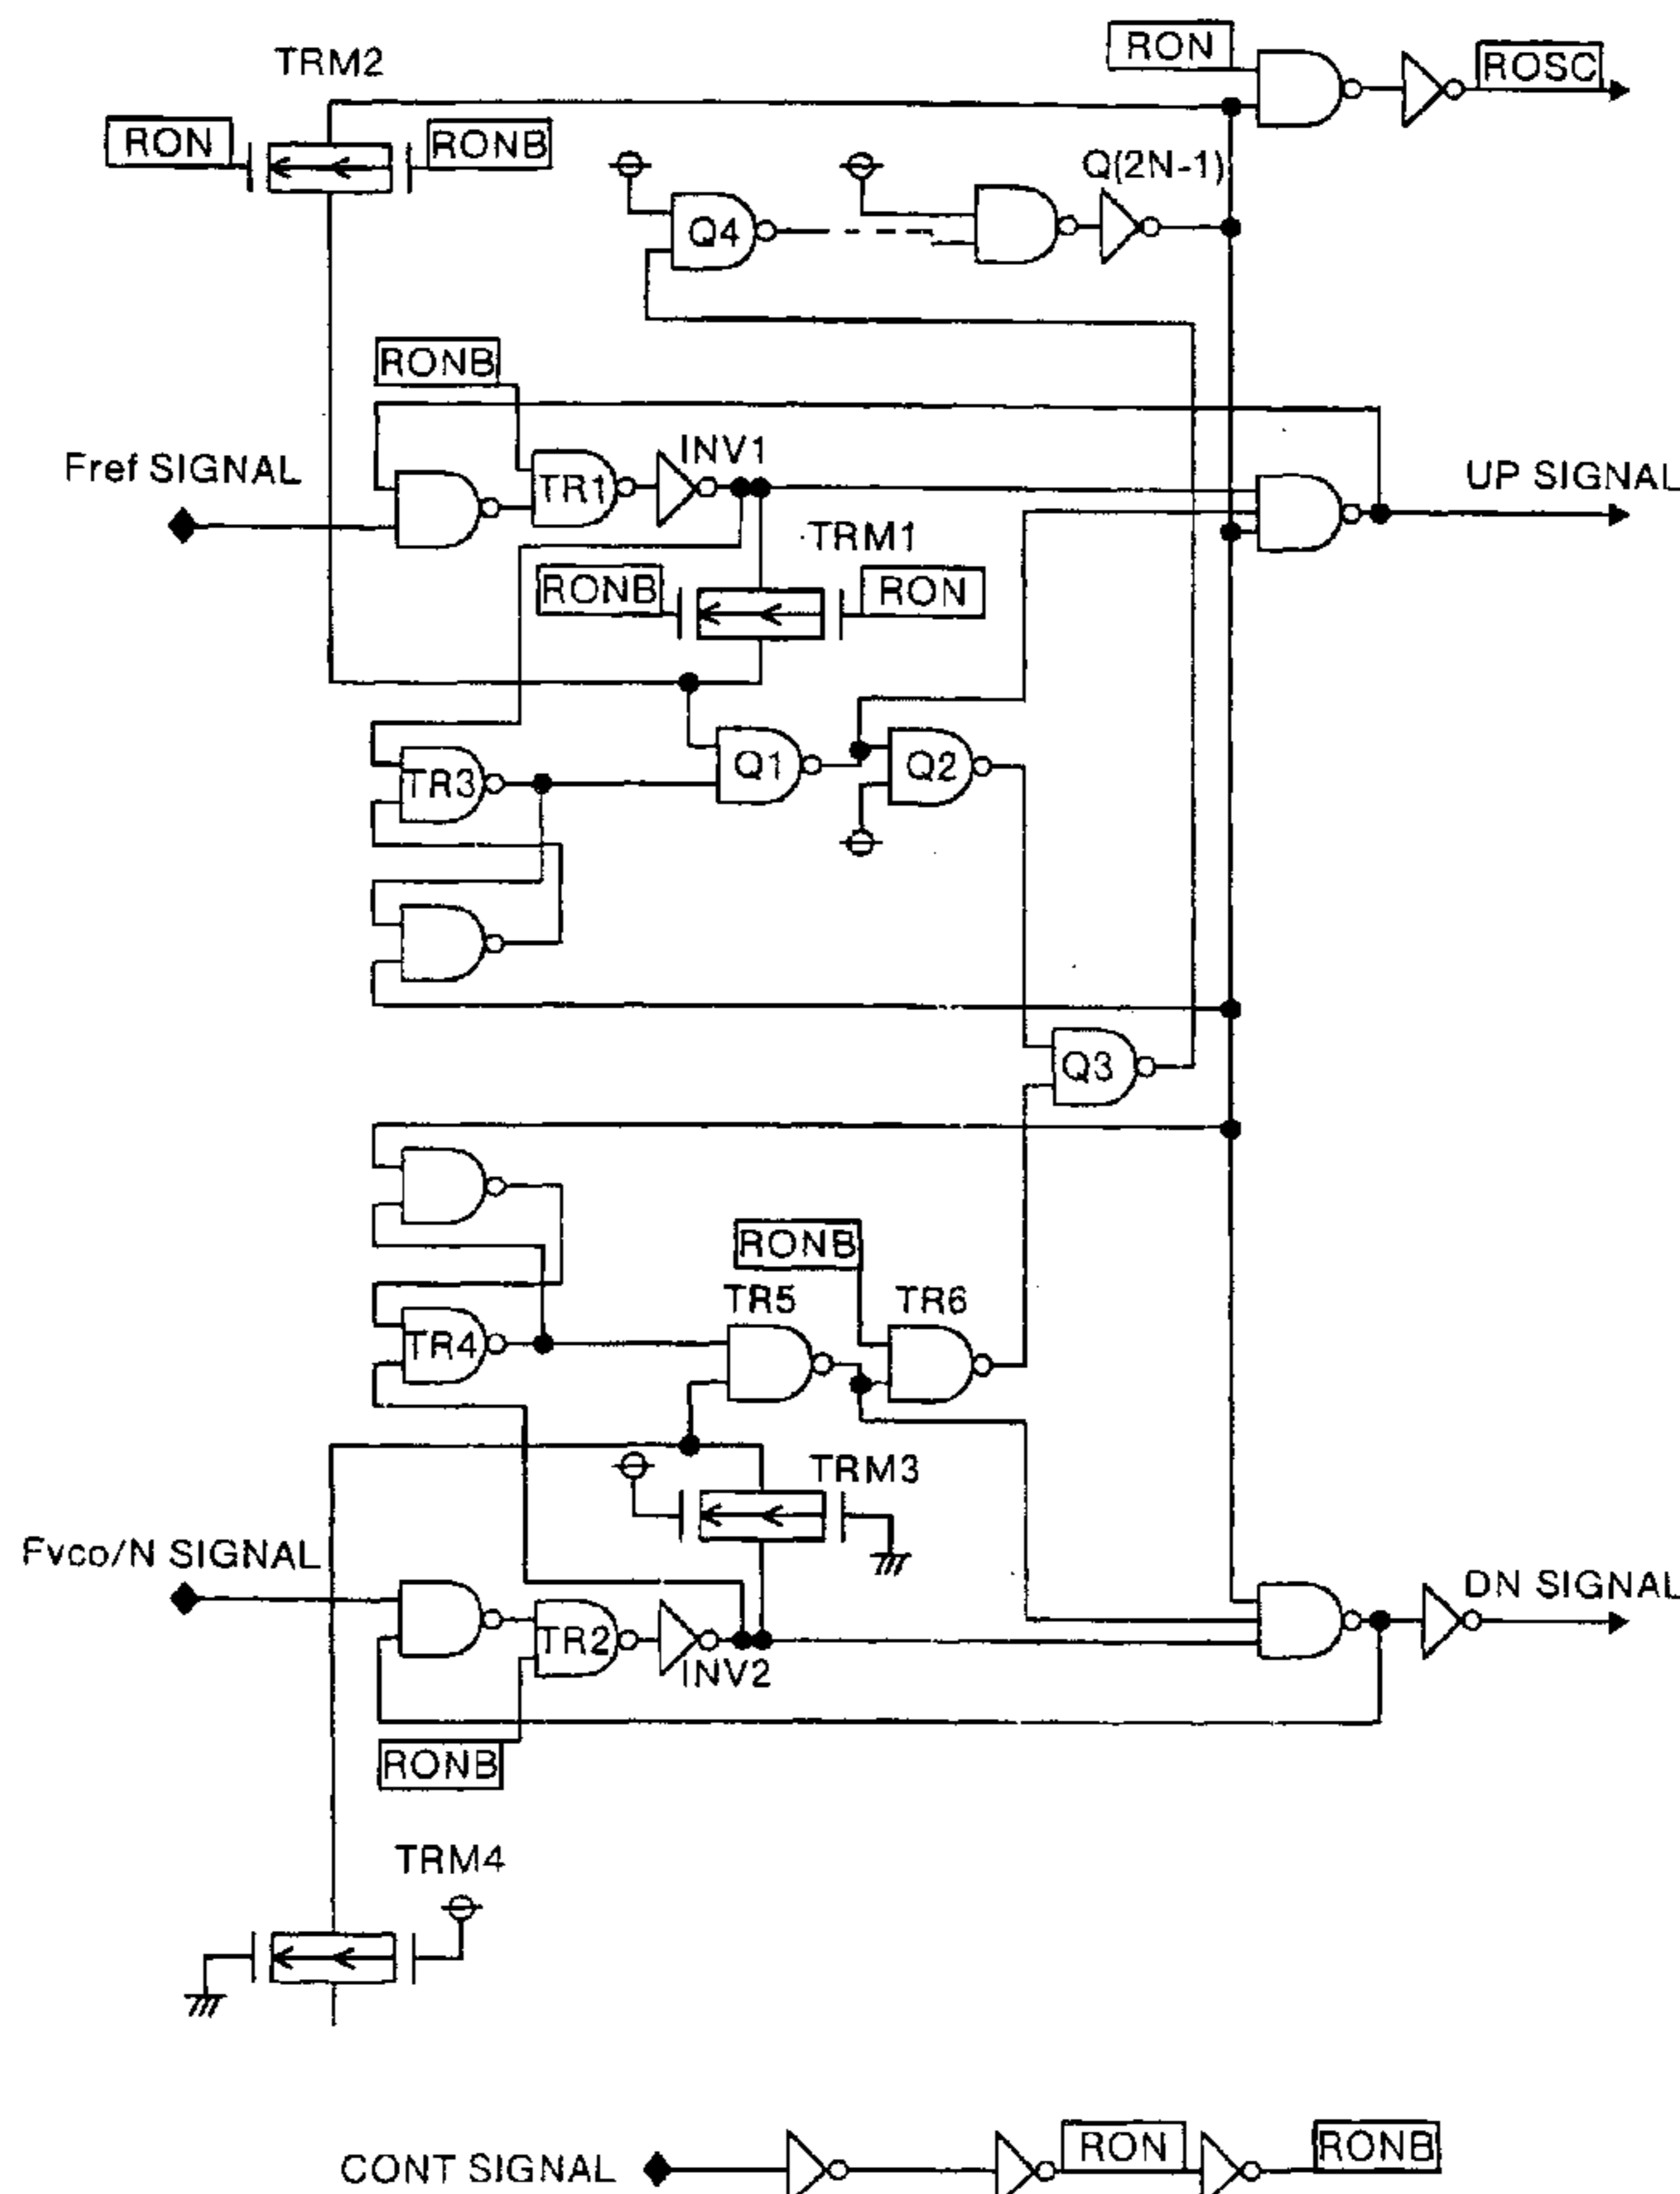 TRM2
RON
ROSC
RON
RONB
Q(2N-1)
Q4
RONB
INV1
Fref SIGNAL
TR1
UP SIGNAL
TRM1
RONB
RON
TR3
Q1
Q2
Q3
RONB
TR5
TR6
TR4
TRM3
Fvco/N SIGNAL
DN SIGNAL
TR2
INV2
RONB
TRM4
CONT SIGNAL
RON
RONB